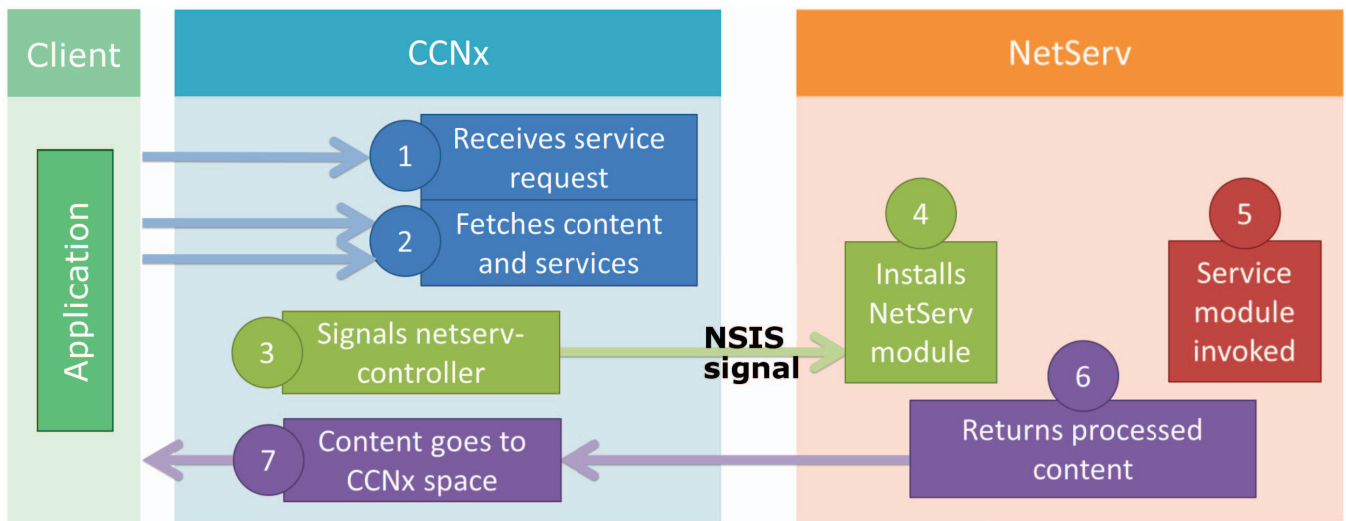 Client
CCNx
NetServ
Application
1
Receives service
request
2
Fetches content
and services
3
Signals netserv-
controller
NSIS
signal
4
Installs
NetServ
module
5
Service
module
invoked
6
Returns processed
content
7
Content goes to
CCNx space